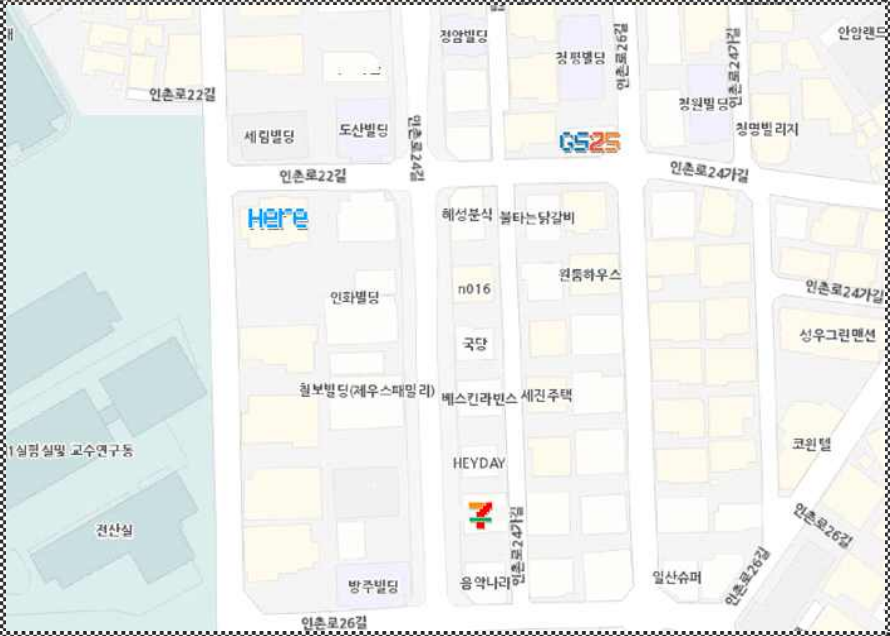 정암빌딩
안암랜드
청평빌딩
인촌로26길
인촌로24가길
인촌로22길
청원빌딩
세림빌딩
도산빌딩
인촌로24길
GS25
청명빌리지
인촌로22길
인촌로24가길
Here
혜성분식
불타는닭갈비
n016
원룸하우스
인촌로24가길
인화빌딩
국당
성우그린맨션
칠보빌딩(제우스패밀리)
베스킨라빈스
세진주택
1실험실및 교수연구동
HEYDAY
코윈텔
7
전산실
인촌로24가길
인촌로26길
방주빌딩
음악나라
일산슈퍼
인촌로26길
인촌로26길